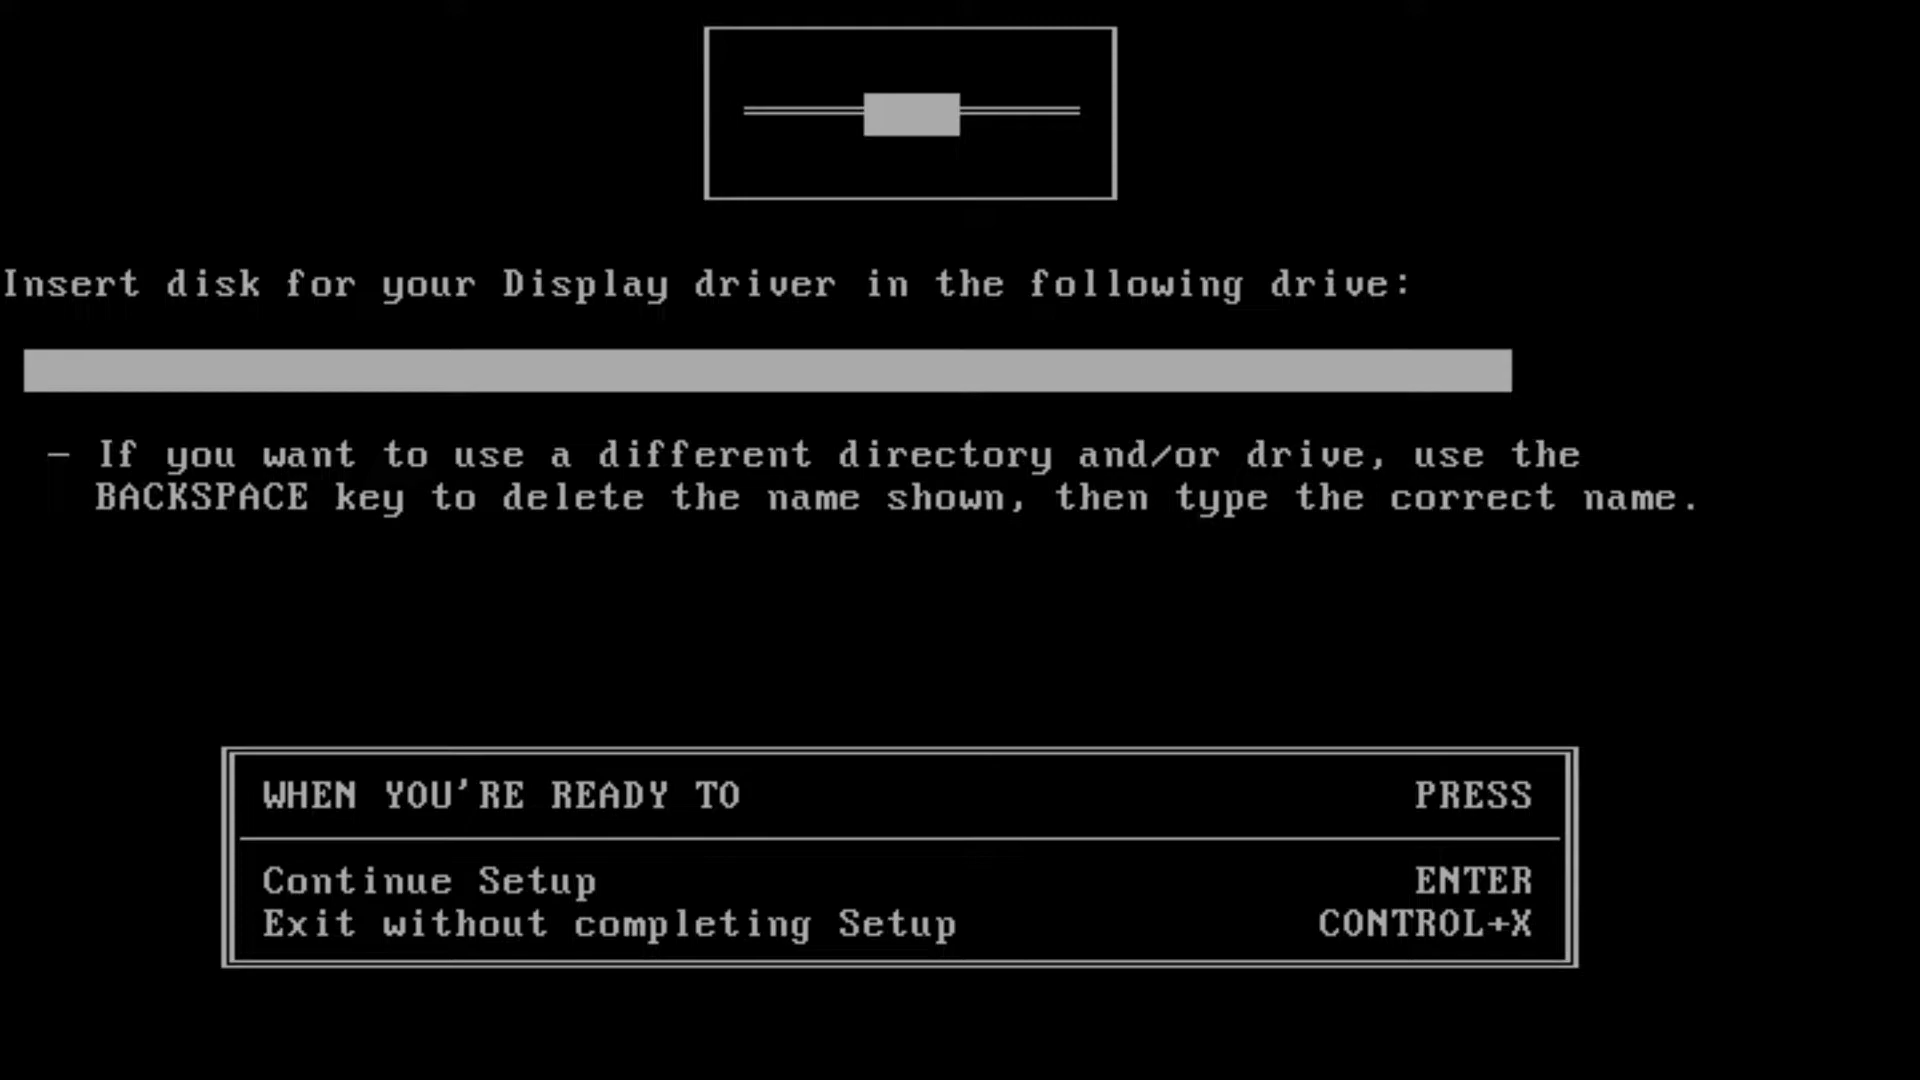 Insert disk for your Display driver in the following drive:
– If you want to use a different directory and/or drive, use the
BACKSPACE key to delete the name shown, then type the correct name.
WHEN YOU'RE READY TO PRESS
Continue Setup ENTER
Exit without completing Setup CONTROL+X